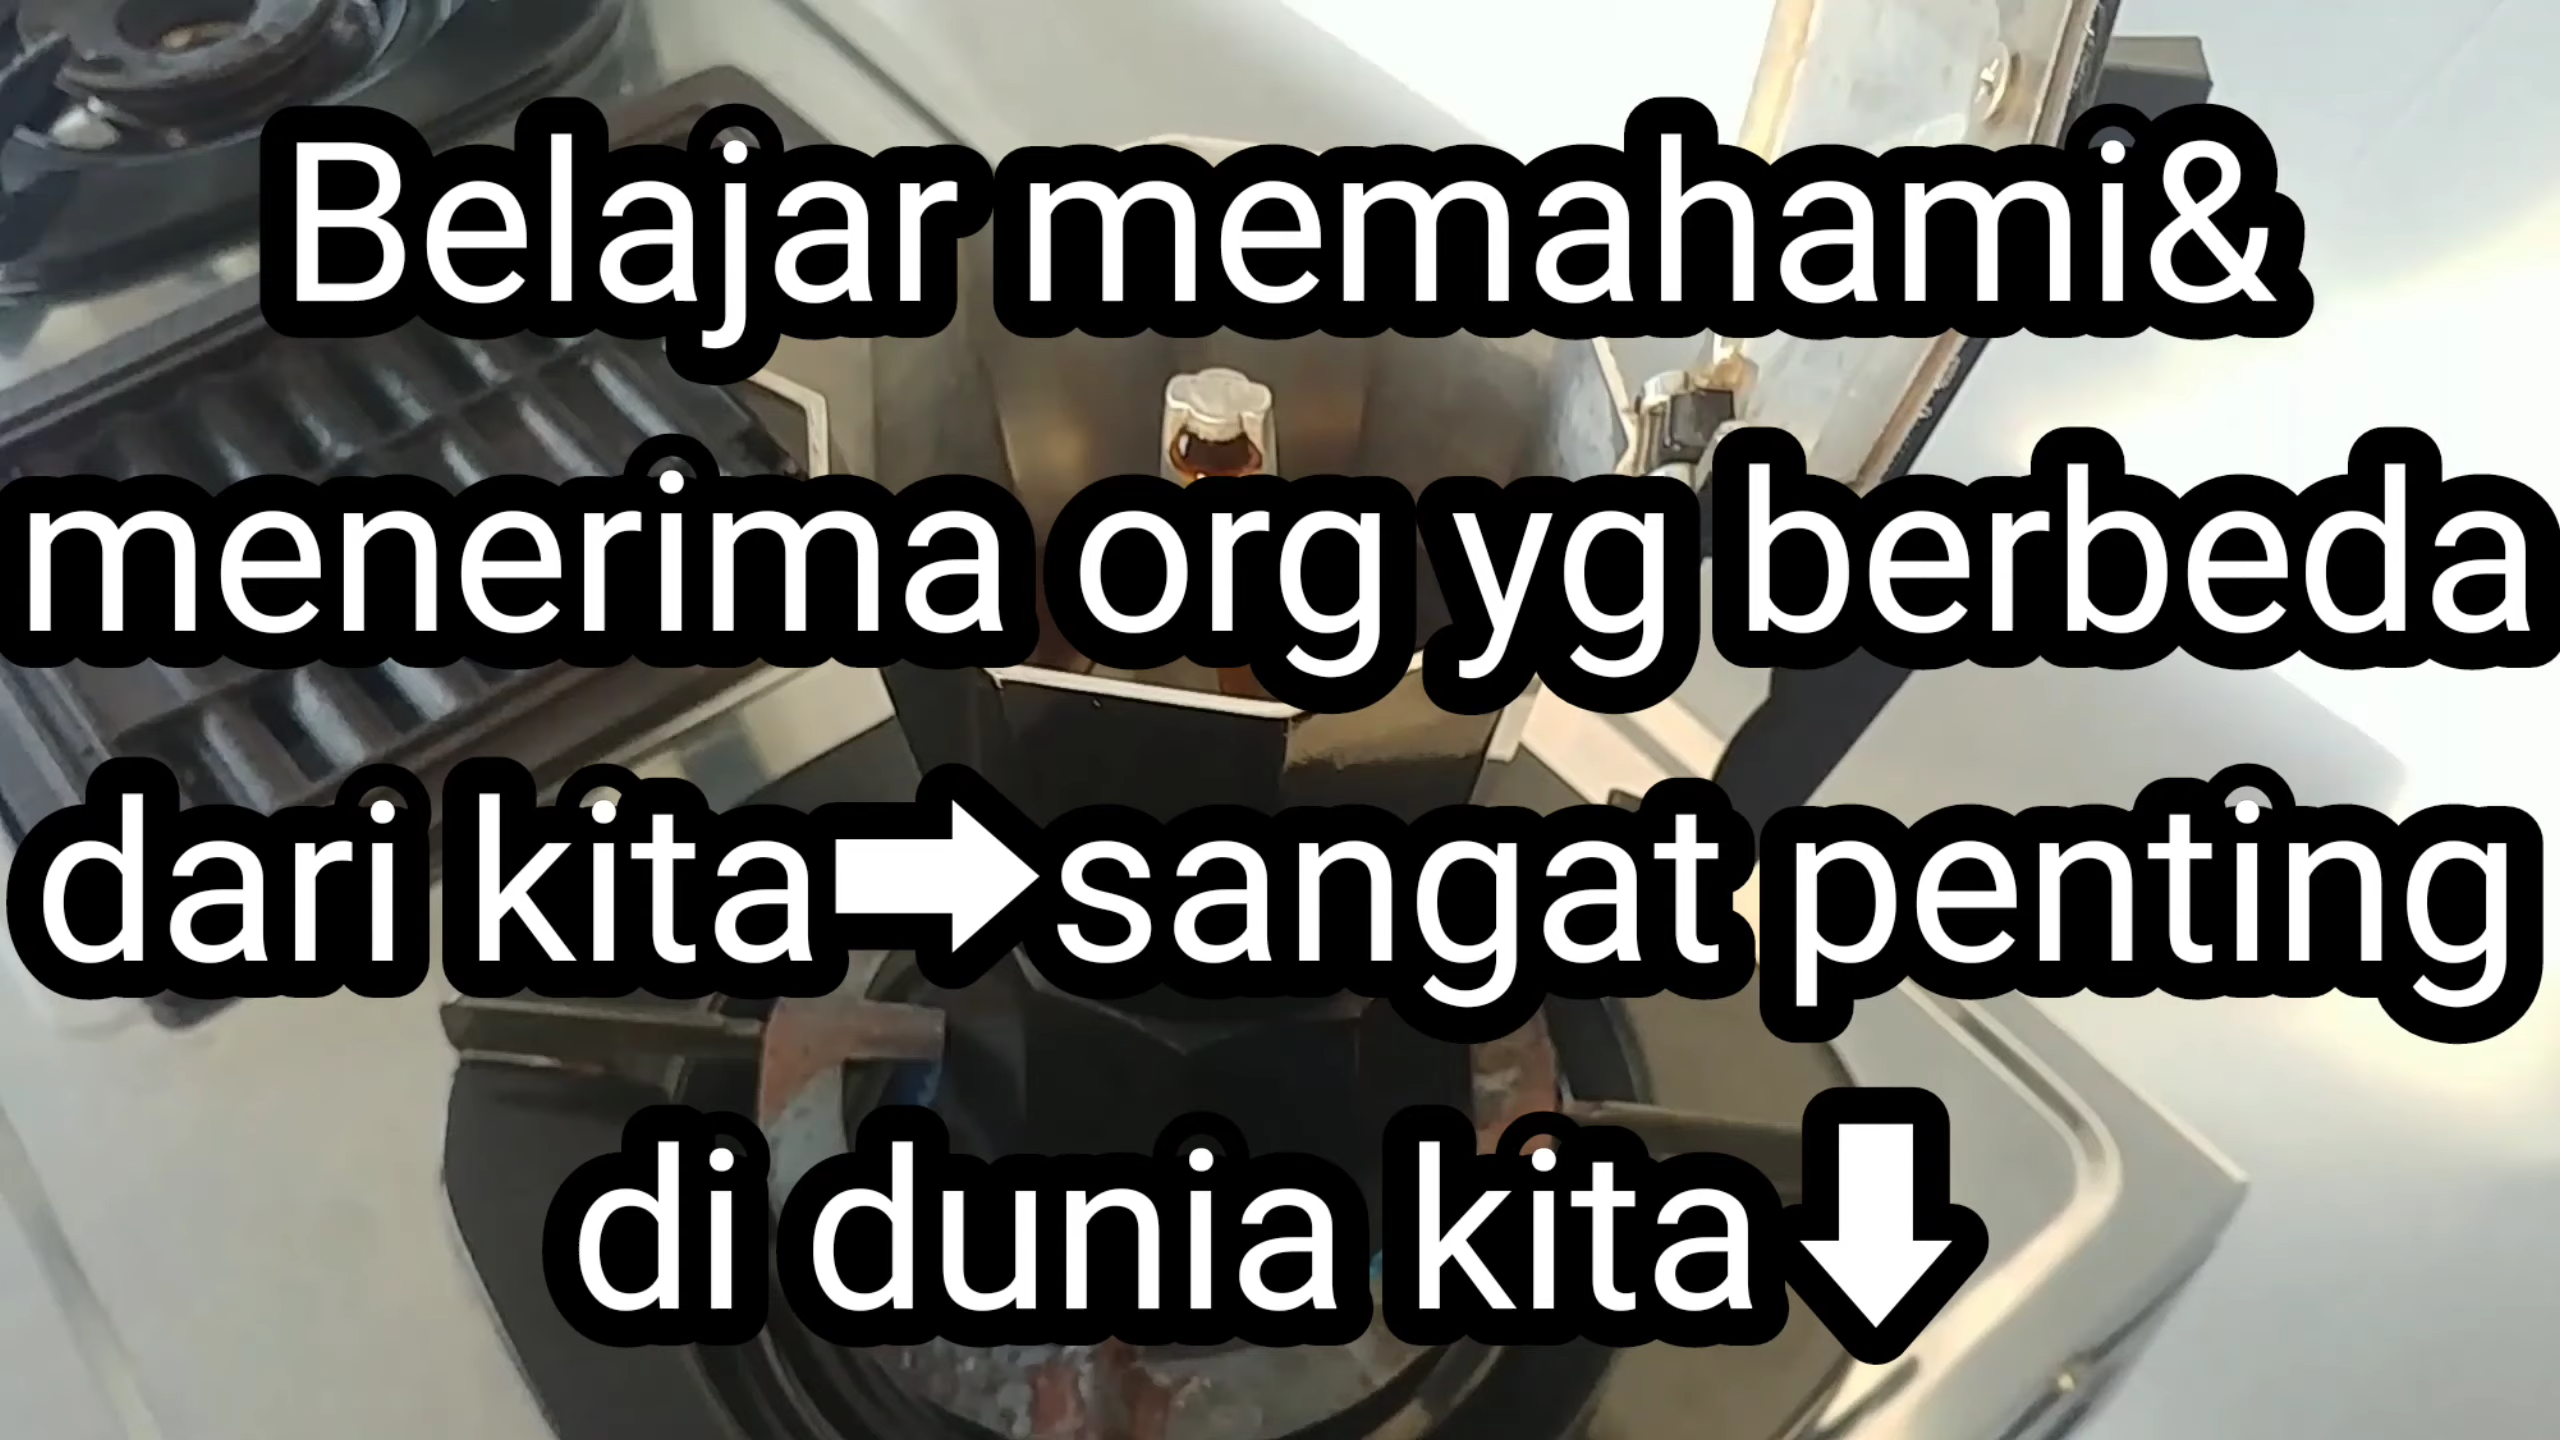 Belajar memahami&
menerima org yg berbeda
dari kita➡sangat penting
di dunia kita⬇